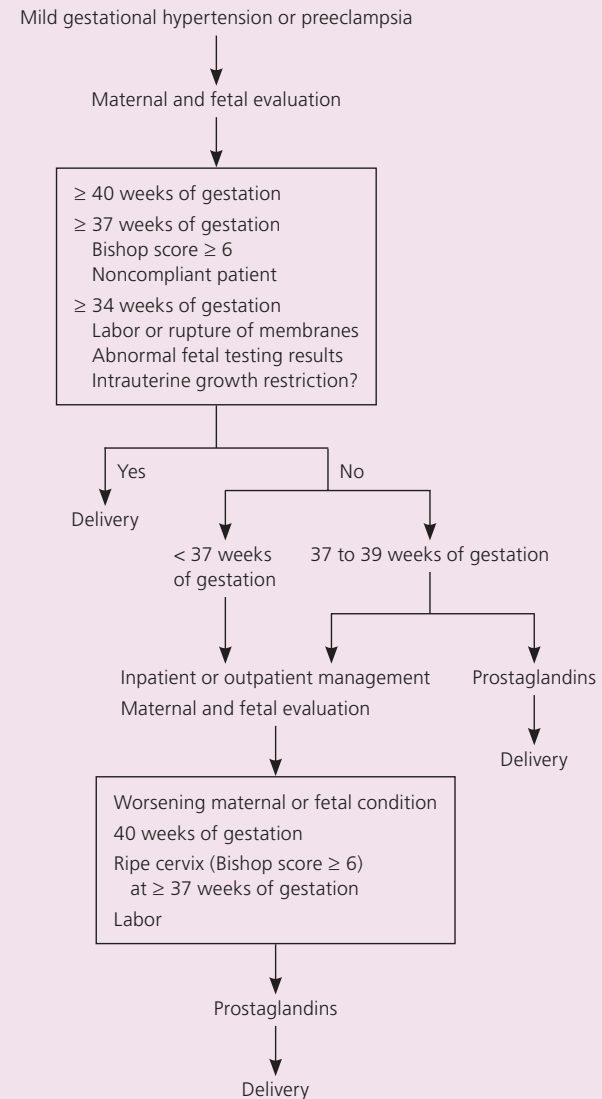 Mild gestational hypertension or preeclampsia
Maternal and fetal evaluation
≥ 40 weeks of gestation
≥ 37 weeks of gestation
Bishop score ≥ 6
Noncompliant patient
≥ 34 weeks of gestation
Labor or rupture of membranes
Abnormal fetal testing results
Intrauterine growth restriction?
Yes
No
Delivery
< 37 weeks
of gestation
37 to 39 weeks of gestation
Inpatient or outpatient management
Maternal and fetal evaluation
Prostaglandins
Delivery
Worsening maternal or fetal condition
40 weeks of gestation
Ripe cervix (Bishop score ≥ 6)
at ≥ 37 weeks of gestation
Labor
Prostaglandins
Delivery